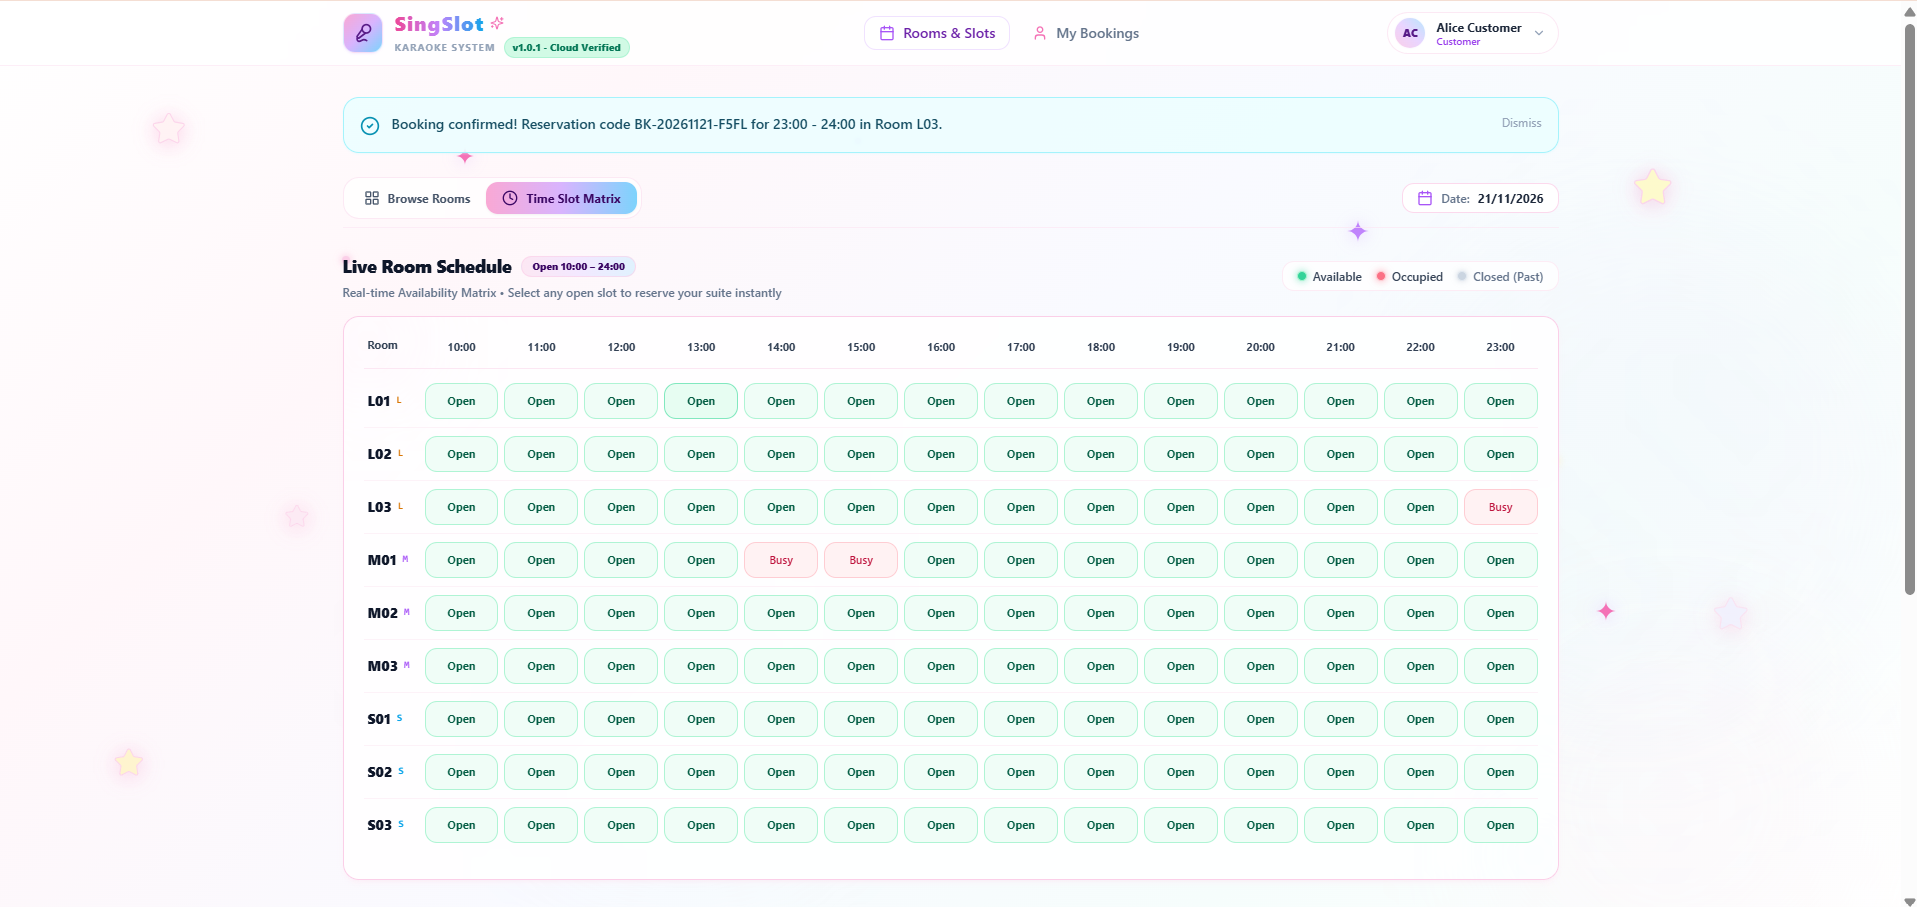 SingSlot
KARAOKE SYSTEM v1.0.1 - Cloud Verified
Rooms & Slots
My Bookings
AC
Alice Customer
Customer
Booking confirmed! Reservation code BK-20261121-F5FL for 23:00 - 24:00 in Room L03.
Dismiss
Browse Rooms
Time Slot Matrix
Date: 21/11/2026
Live Room Schedule
Open 10:00 – 24:00
Real-time Availability Matrix • Select any open slot to reserve your suite instantly
Available Occupied Closed (Past)
Room 10:00 11:00 12:00 13:00 14:00 15:00 16:00 17:00 18:00 19:00 20:00 21:00 22:00 23:00
L01 L Open Open Open Open Open Open Open Open Open Open Open Open Open Open
L02 L Open Open Open Open Open Open Open Open Open Open Open Open Open Open
L03 L Open Open Open Open Open Open Open Open Open Open Open Open Open Busy
M01 M Open Open Open Open Busy Busy Open Open Open Open Open Open Open Open
M02 M Open Open Open Open Open Open Open Open Open Open Open Open Open Open
M03 M Open Open Open Open Open Open Open Open Open Open Open Open Open Open
S01 S Open Open Open Open Open Open Open Open Open Open Open Open Open Open
S02 S Open Open Open Open Open Open Open Open Open Open Open Open Open Open
S03 S Open Open Open Open Open Open Open Open Open Open Open Open Open Open